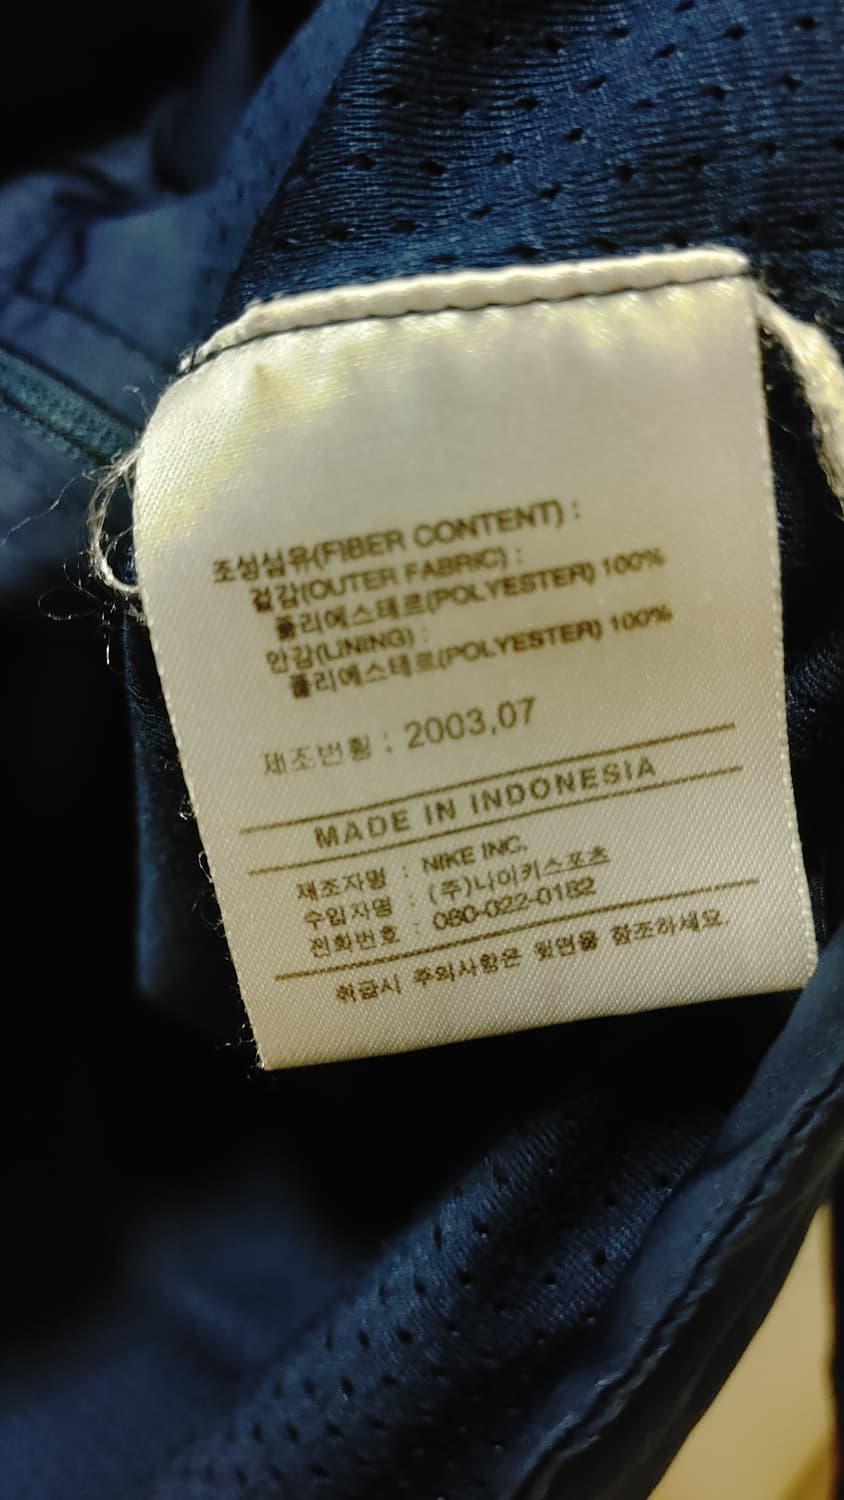 조성섬유(FIBER CONTENT) :
겉감(OUTER FABRIC) :
폴리에스테르(POLYESTER) 100%
안감(LINING) :
폴리에스테르(POLYESTER) 100%
제조번월 : 2003.07
MADE IN INDONESIA
제조자명 : NIKE INC.
수입자명 : (주)나이키스포츠
전화번호 : 080-022-0182
취급시 주의사항은 뒷면을 참조하세요.